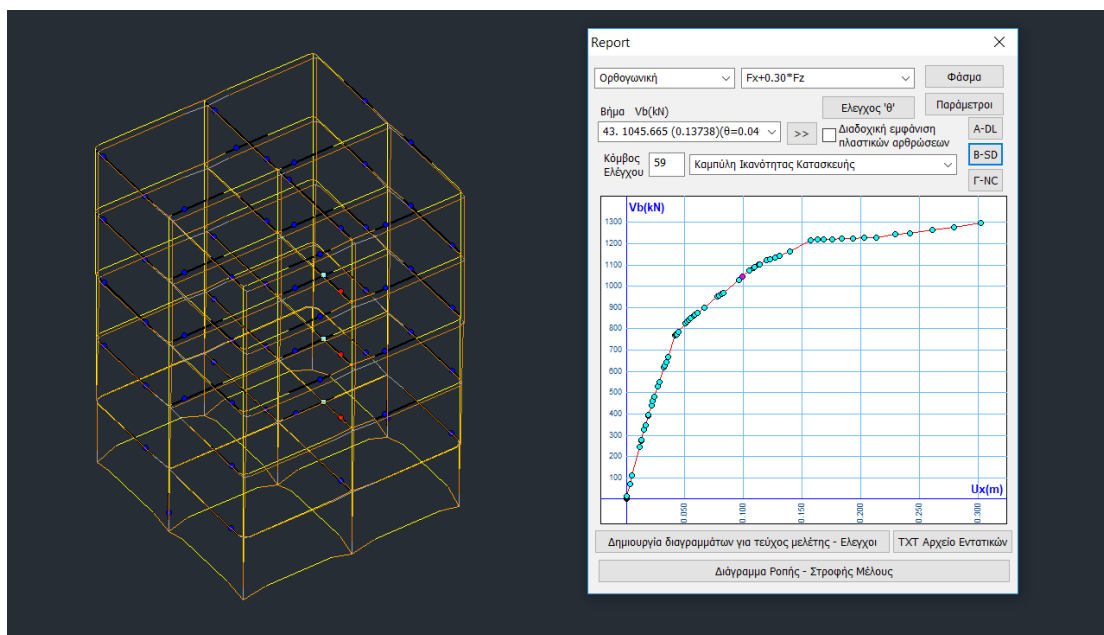 Report
Ορθογωνική
Fx+0.30*Fz
Φάσμα
Βήμα Vb(kN)
Ελεγχος 'θ'
Παράμετροι
43. 1045.665 (0.13738)(θ=0.04
>>
Διαδοχική εμφάνιση
πλαστικών αρθρώσεων
A-DL
Κόμβος
Ελέγχου
59
Καμπύλη Ικανότητας Κατασκευής
B-SD
Γ-NC
Vb(kN)
1300
1200
1100
1000
900
800
700
600
500
400
300
200
100
Ux(m)
0.050
0.100
0.150
0.200
0.250
0.300
Δημιουργία διαγραμμάτων για τεύχος μελέτης - Ελεγχοι
TXT Αρχείο Εντατικών
Διάγραμμα Ροπής - Στροφής Μέλους